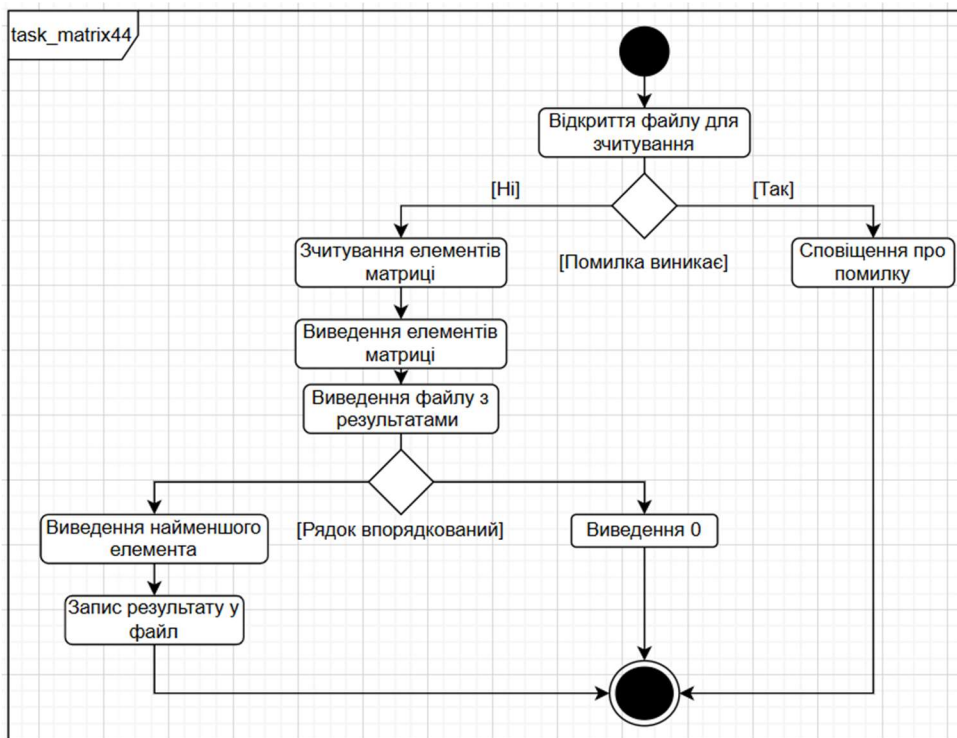 task_matrix44
Відкриття файлу для
зчитування
[Ні]
[Так]
[Помилка виникає]
Зчитування елементів
матриці
Сповіщення про
помилку
Виведення елементів
матриці
Виведення файлу з
результатами
[Рядок впорядкований]
Виведення найменшого
елемента
Виведення 0
Запис результату у
файл